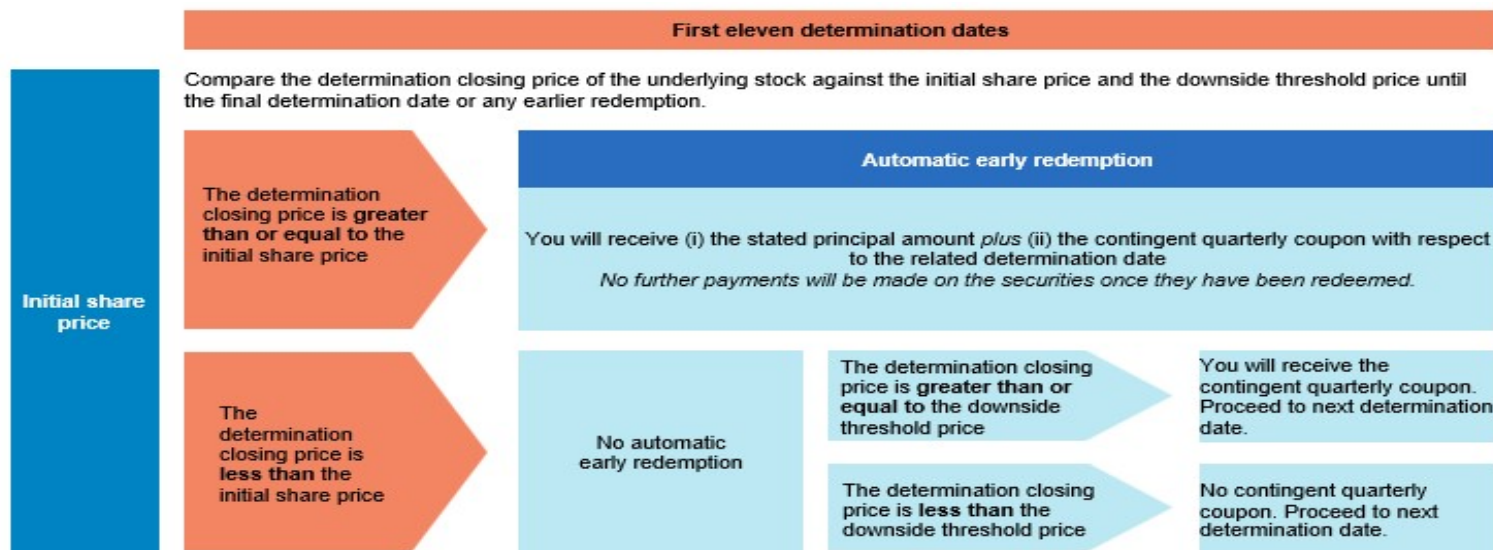 First eleven determination dates
Compare the determination closing price of the underlying stock against the initial share price and the downside threshold price until
the final determination date or any earlier redemption.
Initial share
price
The determination
closing price is greater
than or equal to the
initial share price
Automatic early redemption
You will receive (i) the stated principal amount plus (ii) the contingent quarterly coupon with respect
to the related determination date
No further payments will be made on the securities once they have been redeemed.
The
determination
closing price is
less than the
initial share price
No automatic
early redemption
The determination closing
price is greater than or
equal to the downside
threshold price
You will receive the
contingent quarterly coupon.
Proceed to next determination
date.
The determination closing
price is less than the
downside threshold price
No contingent quarterly
coupon. Proceed to next
determination date.